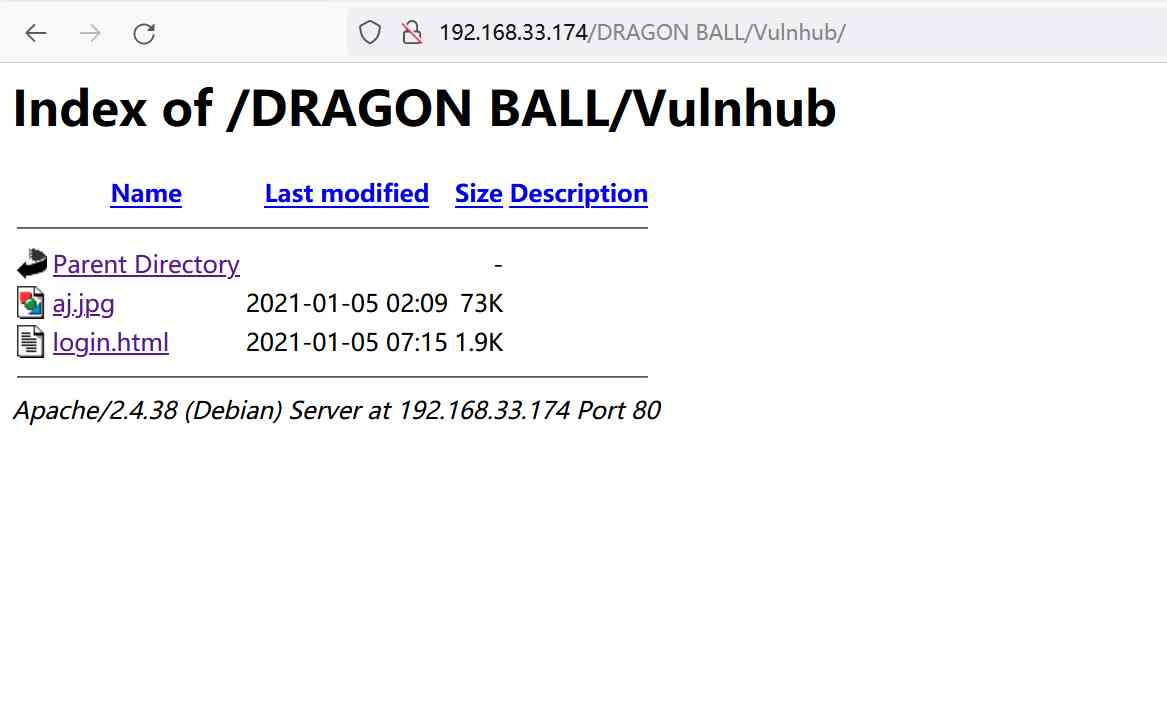 192.168.33.174/DRAGON BALL/Vulnhub/
Index of /DRAGON BALL/Vulnhub
Name Last modified Size Description
Parent Directory -
aj.jpg 2021-01-05 02:09 73K
login.html 2021-01-05 07:15 1.9K
Apache/2.4.38 (Debian) Server at 192.168.33.174 Port 80